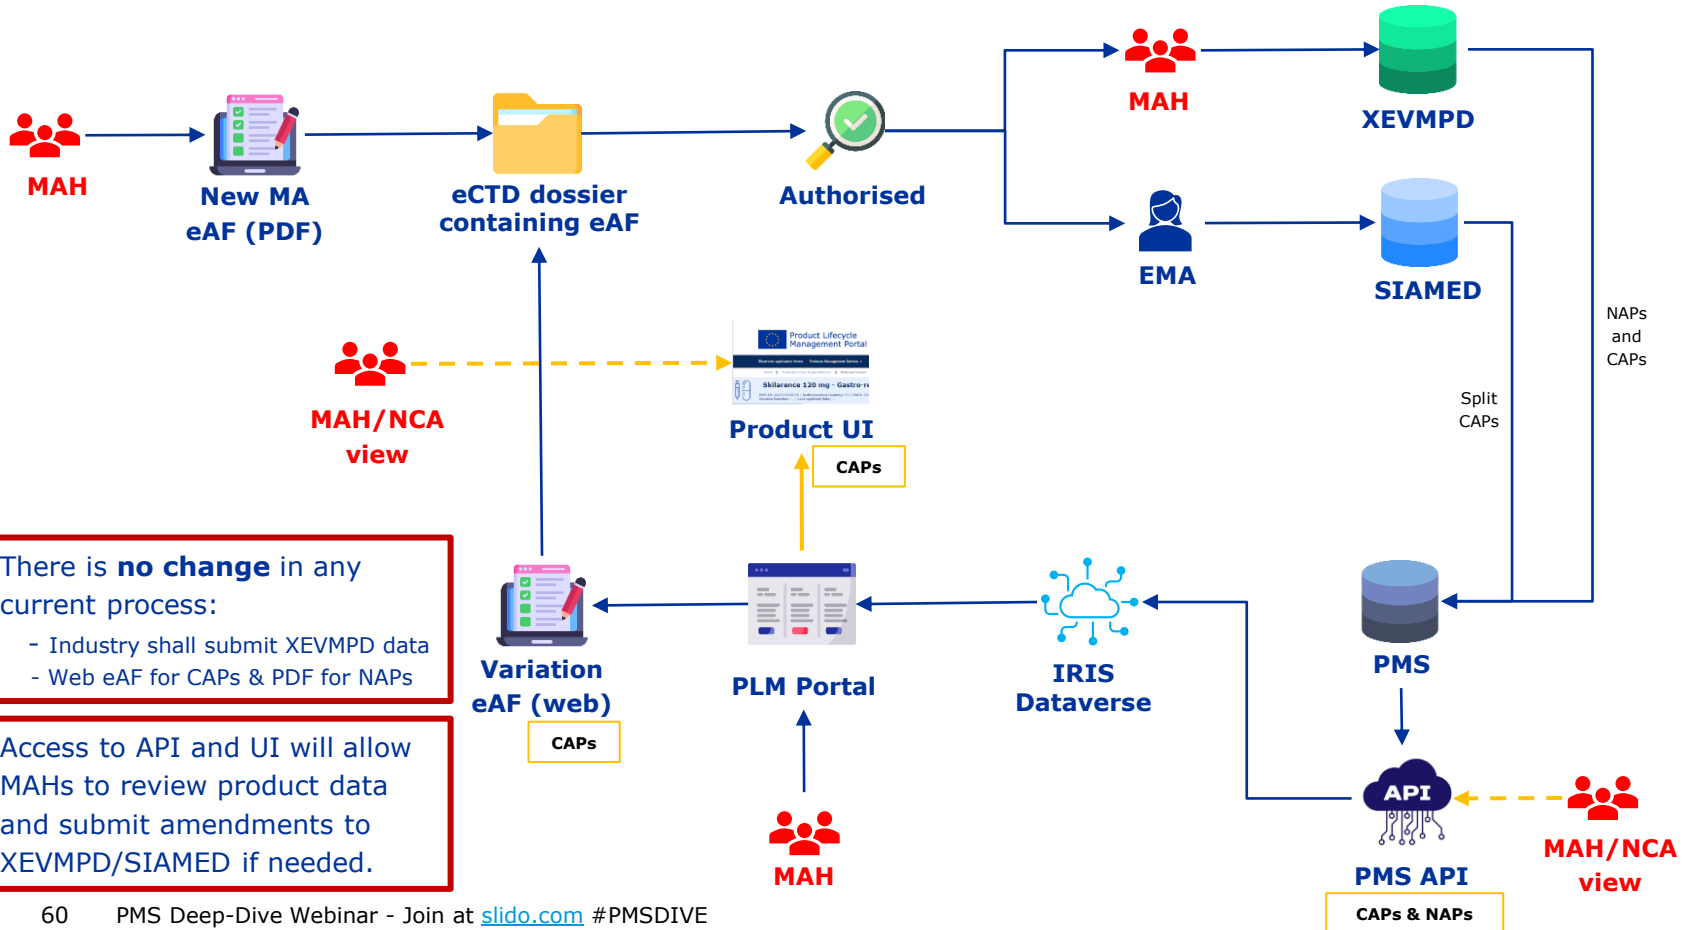 MAH
New MA
eAF (PDF)
eCTD dossier
containing eAF
Authorised
MAH
XEVMPD
EMA
SIAMED
NAPs
and
CAPs
Split
CAPs
MAH/NCA
view
Product Lifecycle
Management Portal
Skilarence 120 mg - Gastro-re
Product UI
CAPs
There is no change in any
current process:
- Industry shall submit XEVMPD data
- Web eAF for CAPs & PDF for NAPs
Access to API and UI will allow
MAHs to review product data
and submit amendments to
XEVMPD/SIAMED if needed.
Variation
eAF (web)
CAPs
PLM Portal
MAH
IRIS
Dataverse
PMS
API
PMS API
CAPs & NAPs
MAH/NCA
view
60 PMS Deep-Dive Webinar - Join at slido.com #PMSDIVE